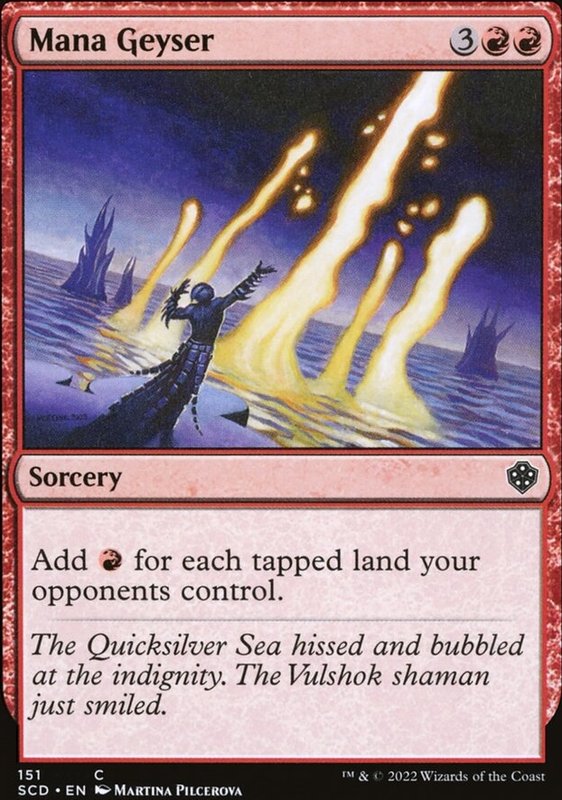 Mana Geyser 3
Sorcery
Add for each tapped land your
opponents control.
The Quicksilver Sea hissed and bubbled
at the indignity. The Vulshok shaman
just smiled.
151 C
SCD • EN Martina Pilcerova
™ & © 2022 Wizards of the Coast